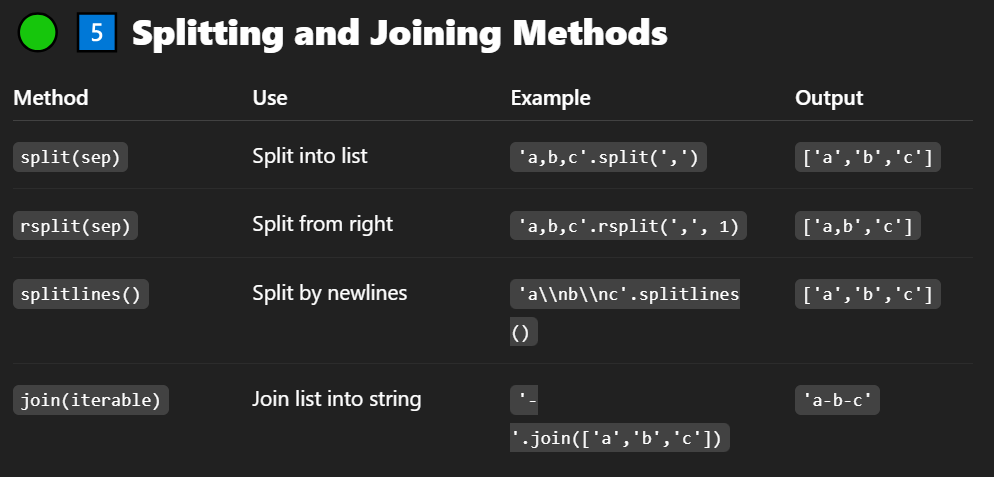 5 Splitting and Joining Methods
Method Use Example Output
split(sep) Split into list 'a,b,c'.split(',') ['a','b','c']
rsplit(sep) Split from right 'a,b,c'.rsplit(',', 1) ['a,b','c']
splitlines() Split by newlines 'a\\nb\\nc'.splitlines ['a','b','c']
()
join(iterable) Join list into string '- 'a-b-c'
'.join(['a','b','c'])